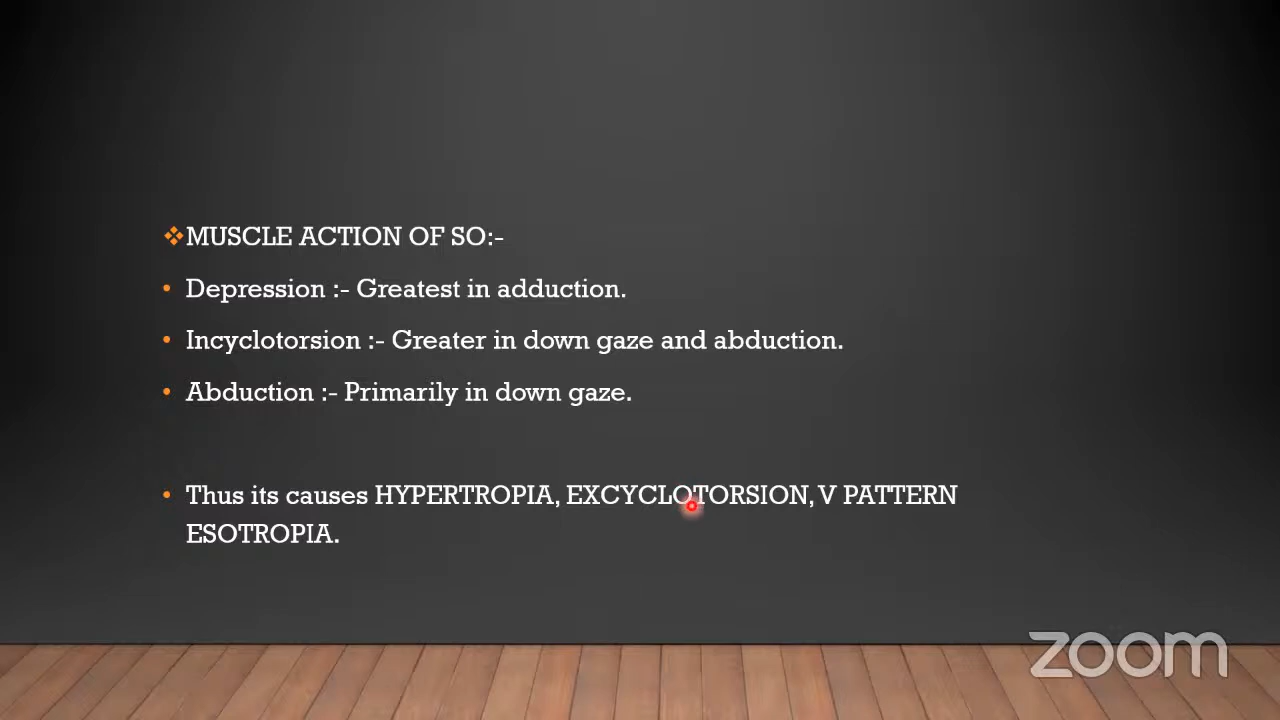 MUSCLE ACTION OF SO:-
Depression :- Greatest in adduction.
Incyclotorsion :- Greater in down gaze and abduction.
Abduction :- Primarily in down gaze.
Thus its causes HYPERTROPIA, EXCYCLOTORSION, V PATTERN
ESOTROPIA.
zoom